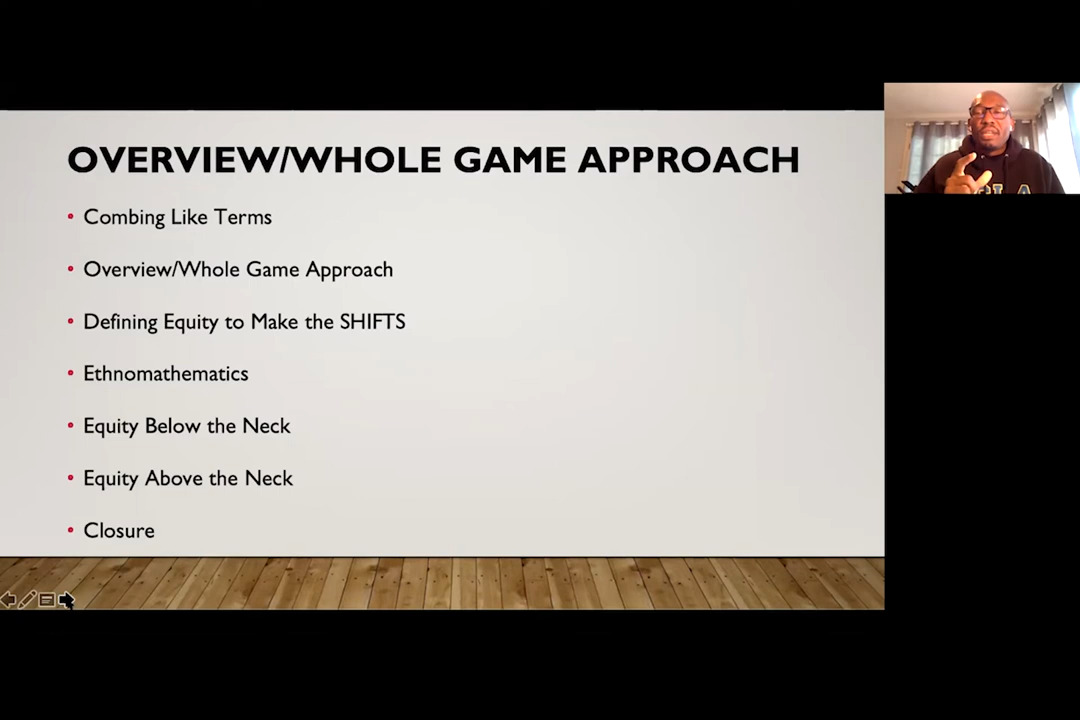 OVERVIEW/WHOLE GAME APPROACH
Combing Like Terms
Overview/Whole Game Approach
Defining Equity to Make the SHIFTS
Ethnomathematics
Equity Below the Neck
Equity Above the Neck
Closure